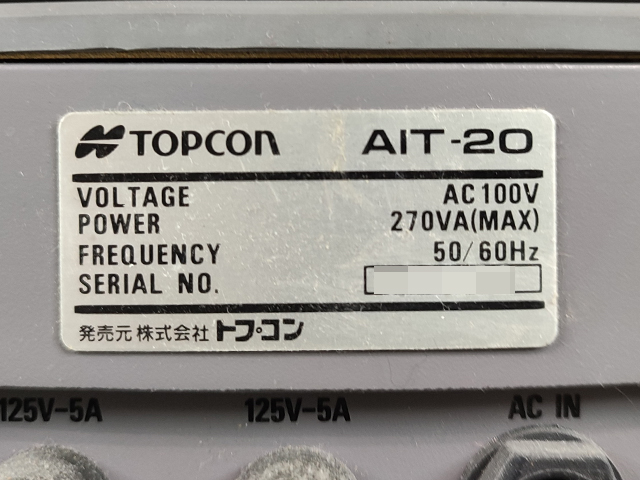 TOPCON AIT-20
VOLTAGE AC100V
POWER 270VA(MAX)
FREQUENCY 50/60Hz
SERIAL NO.
発売元 株式会社 トプコン
125V-5A 125V-5A AC IN